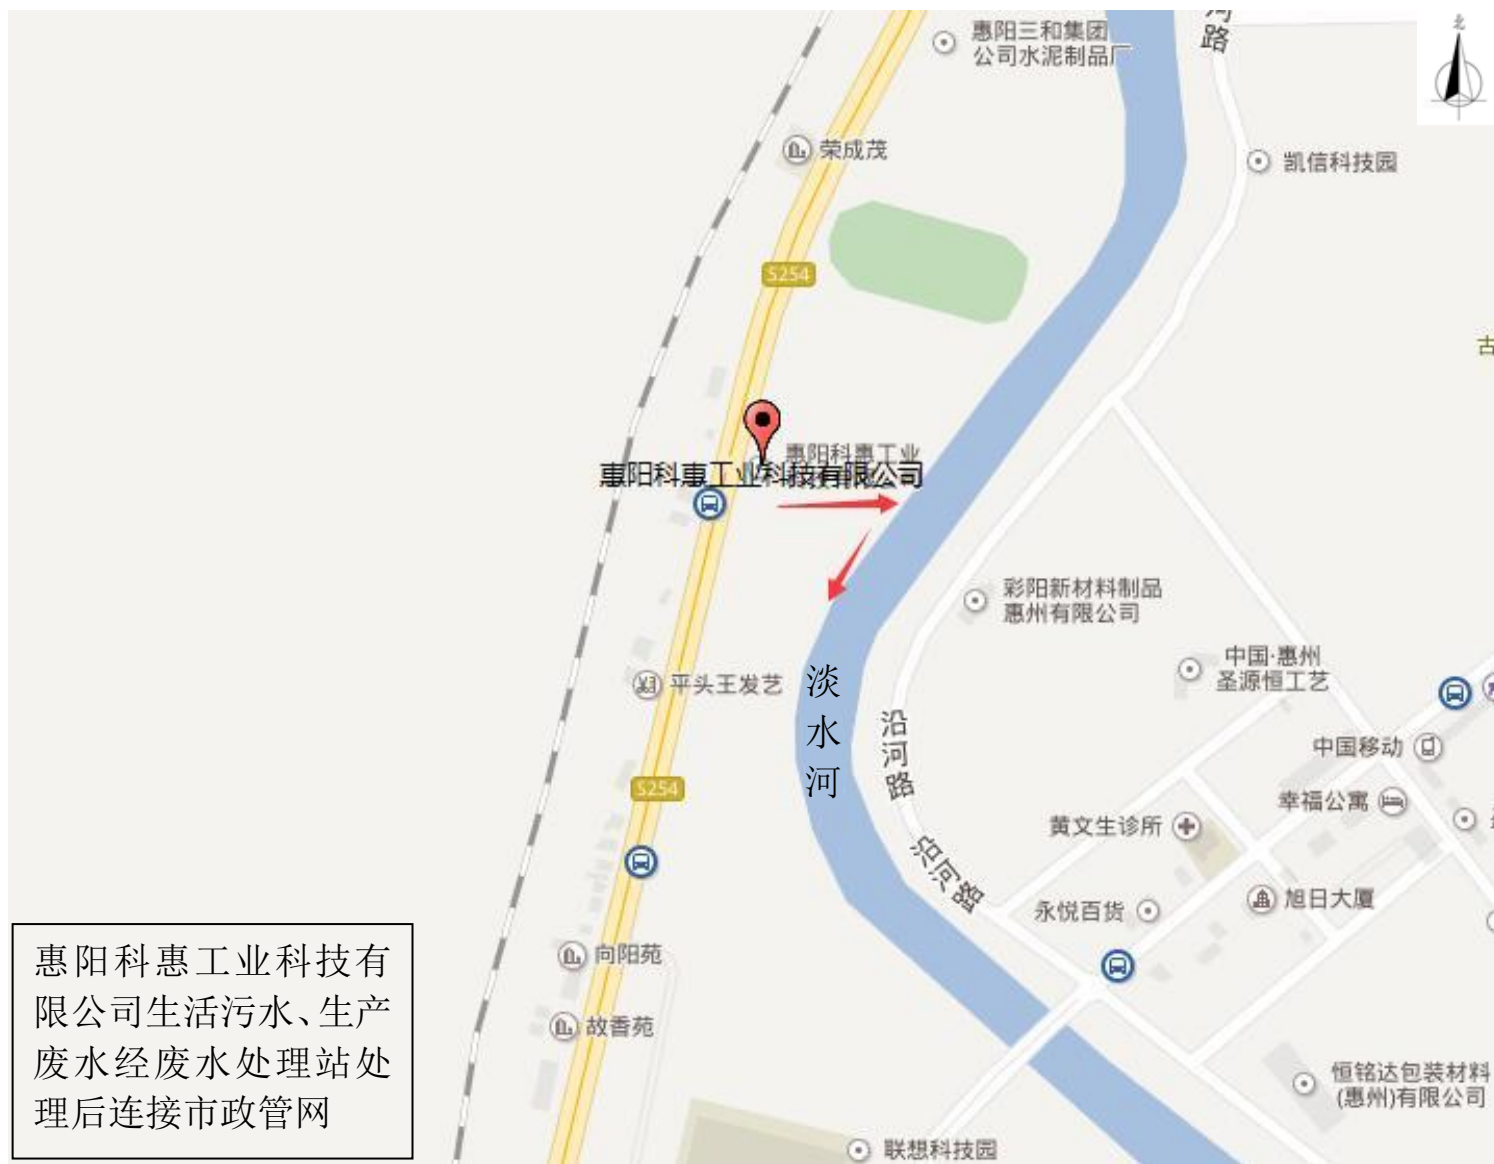 河路
北
惠阳三和集团
公司水泥制品厂
荣成茂
凯信科技园
S254
古
惠阳科惠工业
惠阳科惠工业科技有限公司
彩阳新材料制品
惠州有限公司
中国·惠州
圣源恒工艺
平头王发艺
淡水河
沿河路
中国移动
S254
幸福公寓
黄文生诊所
沿河路
旭日大厦
永悦百货
向阳苑
故香苑
惠阳科惠工业科技有
限公司生活污水、生产
废水经废水处理站处
理后连接市政管网
恒铭达包装材料
(惠州)有限公司
联想科技园